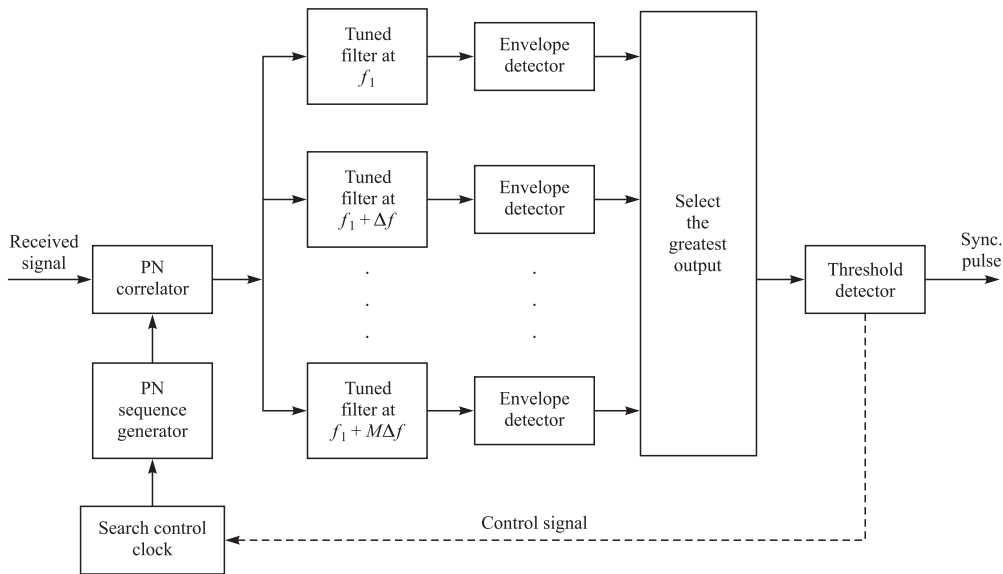 Tuned
filter at
f1
Envelope
detector
Tuned
filter at
f1 + Δf
Envelope
detector
Select
the
greatest
output
Received
signal
PN
correlator
Threshold
detector
Sync.
pulse
.
.
.
.
.
.
PN
sequence
generator
Tuned
filter at
f1 + MΔf
Envelope
detector
Search control
clock
Control signal